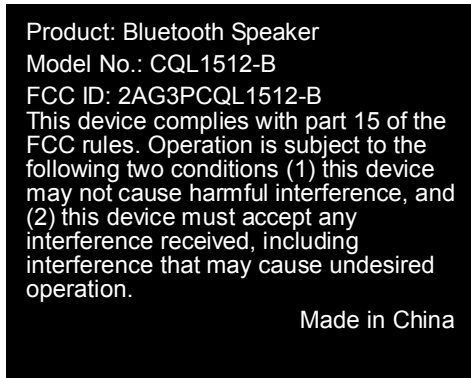 Product: Bluetooth Speaker
Model No.: CQL1512-B
FCC ID: 2AG3PCQL1512-B
This device complies with part 15 of the
FCC rules. Operation is subject to the
following two conditions (1) this device
may not cause harmful interference, and
(2) this device must accept any
interference received, including
interference that may cause undesired
operation.
Made in China